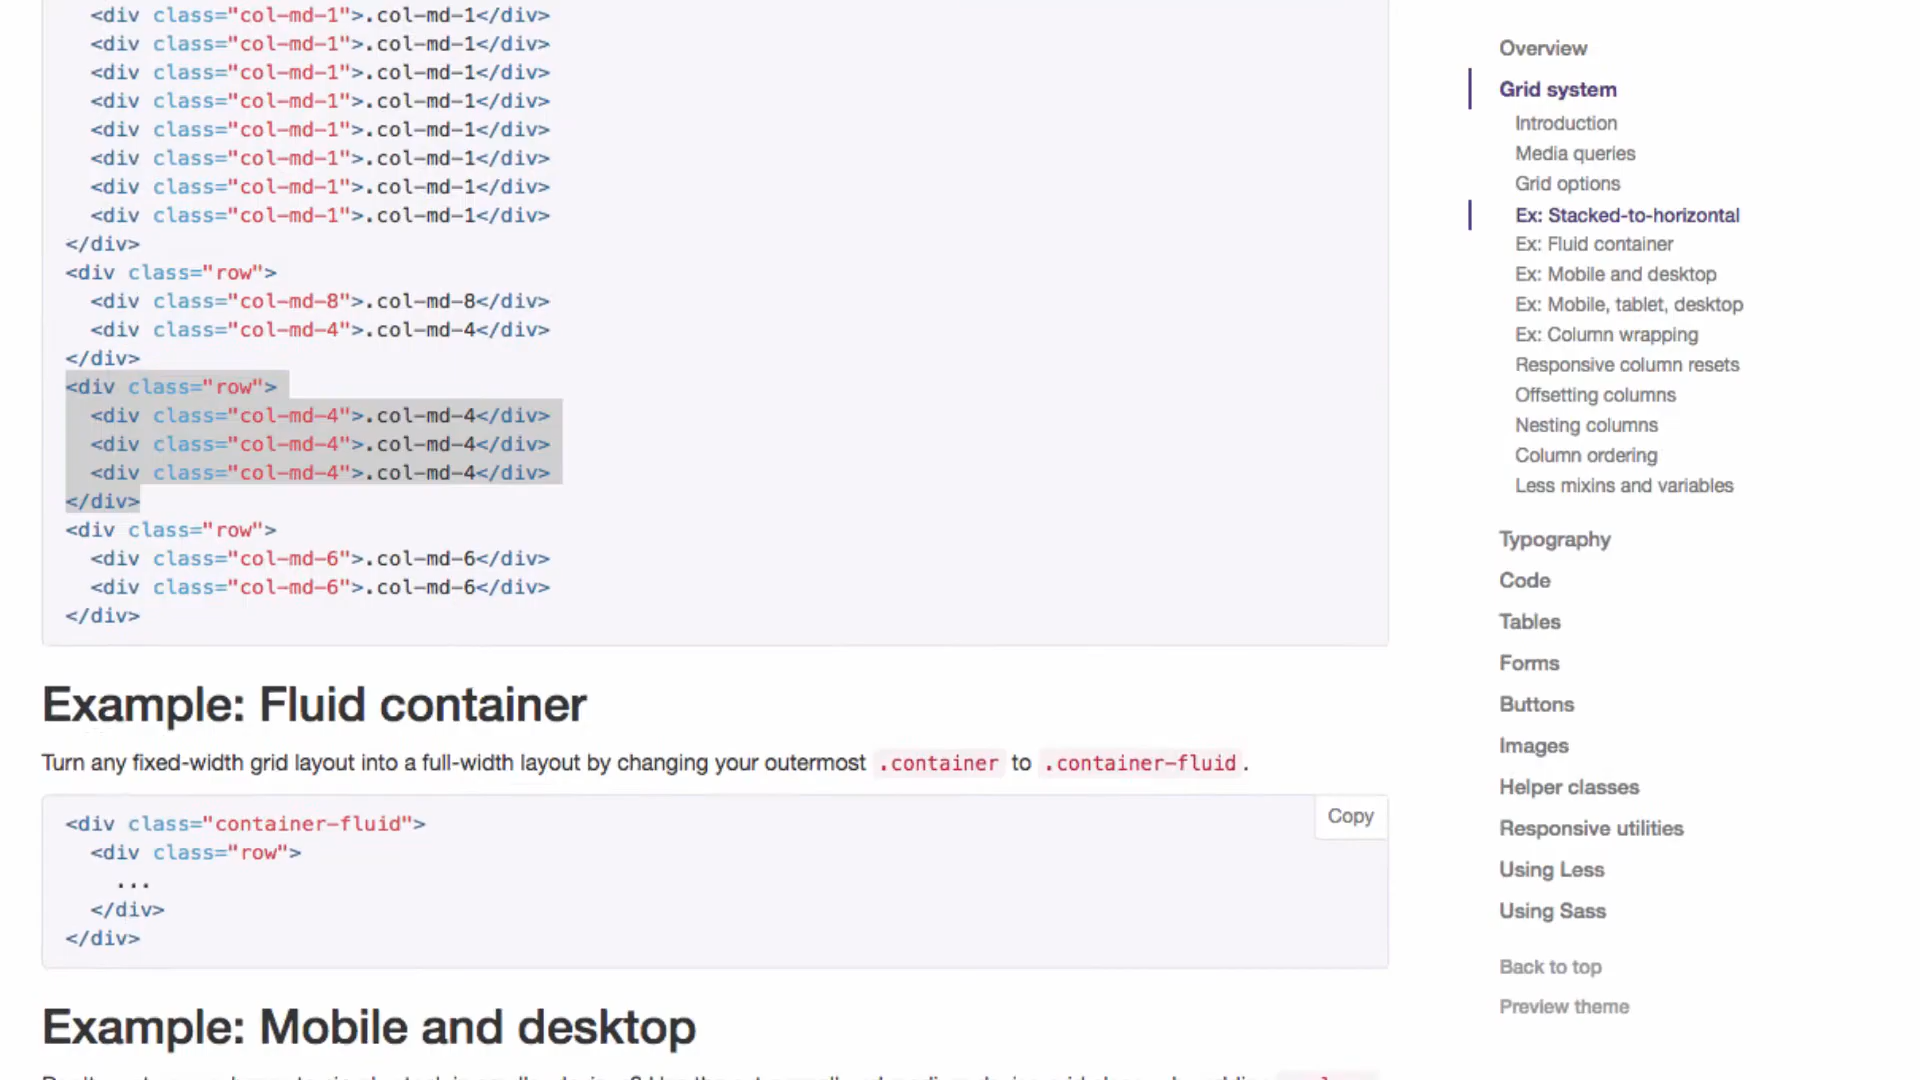 <div class="col-md-1">.col-md-1</div>
<div class="col-md-1">.col-md-1</div>
<div class="col-md-1">.col-md-1</div>
<div class="col-md-1">.col-md-1</div>
<div class="col-md-1">.col-md-1</div>
<div class="col-md-1">.col-md-1</div>
<div class="col-md-1">.col-md-1</div>
<div class="col-md-1">.col-md-1</div>
</div>
<div class="row">
<div class="col-md-8">.col-md-8</div>
<div class="col-md-4">.col-md-4</div>
</div>
<div class="row">
<div class="col-md-4">.col-md-4</div>
<div class="col-md-4">.col-md-4</div>
<div class="col-md-4">.col-md-4</div>
</div>
<div class="row">
<div class="col-md-6">.col-md-6</div>
<div class="col-md-6">.col-md-6</div>
</div>
Example: Fluid container
Turn any fixed-width grid layout into a full-width layout by changing your outermost .container to .container-fluid.
Copy
<div class="container-fluid">
<div class="row">
...
</div>
</div>
Example: Mobile and desktop
Overview
Grid system
Introduction
Media queries
Grid options
Ex: Stacked-to-horizontal
Ex: Fluid container
Ex: Mobile and desktop
Ex: Mobile, tablet, desktop
Ex: Column wrapping
Responsive column resets
Offsetting columns
Nesting columns
Column ordering
Less mixins and variables
Typography
Code
Tables
Forms
Buttons
Images
Helper classes
Responsive utilities
Using Less
Using Sass
Back to top
Preview theme